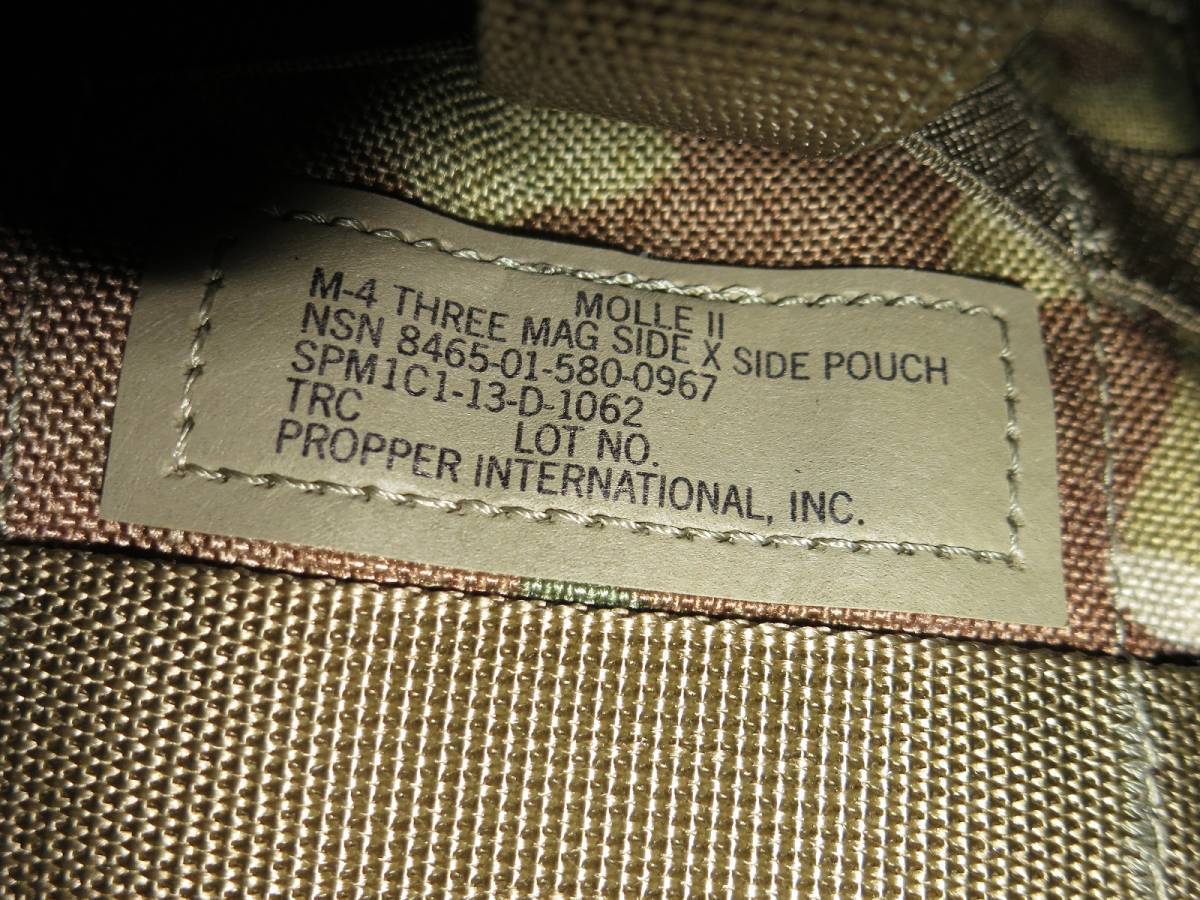 MOLLE II
M-4 THREE MAG SIDE X SIDE POUCH
NSN 8465-01-580-0967
SPM1C1-13-D-1062
TRC LOT NO.
PROPPER INTERNATIONAL, INC.